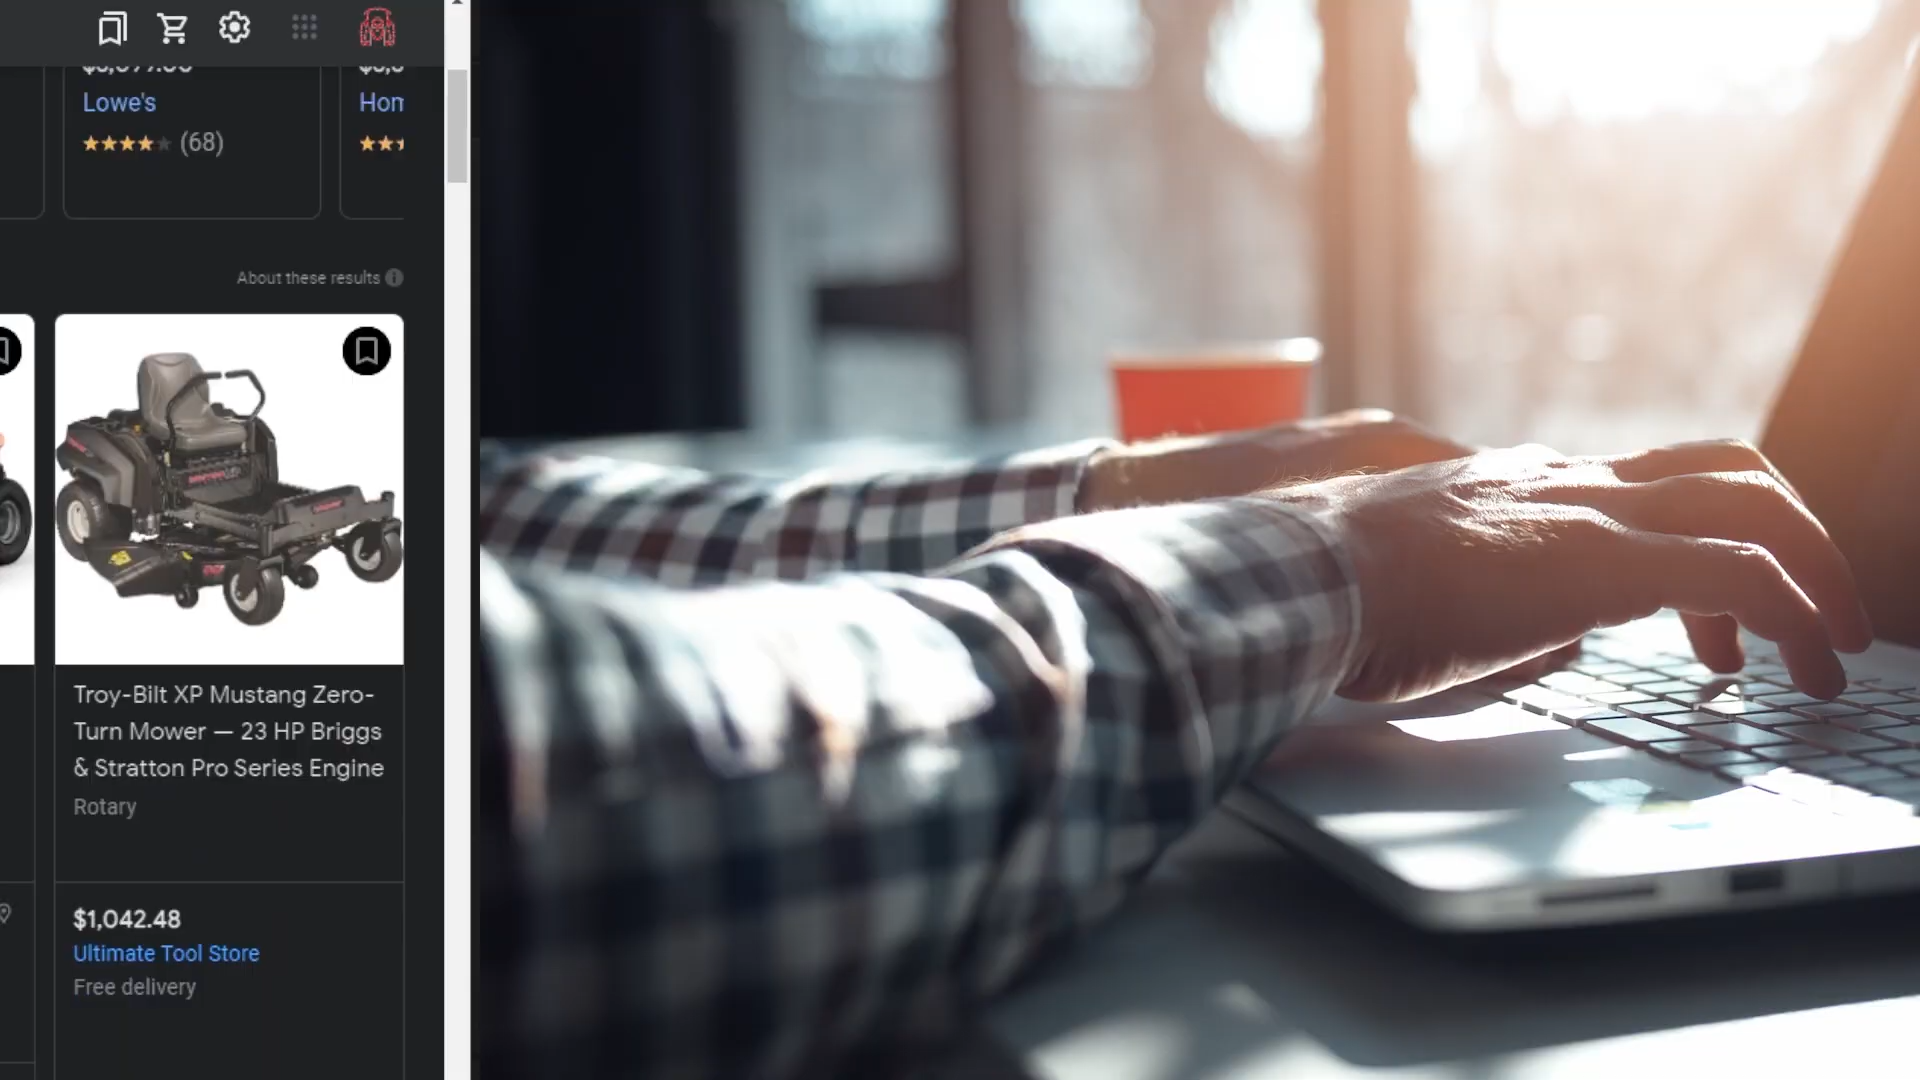 Lowe's
(68)
About these results
Troy-Bilt XP Mustang Zero-
Turn Mower — 23 HP Briggs
& Stratton Pro Series Engine
Rotary
$1,042.48
Ultimate Tool Store
Free delivery